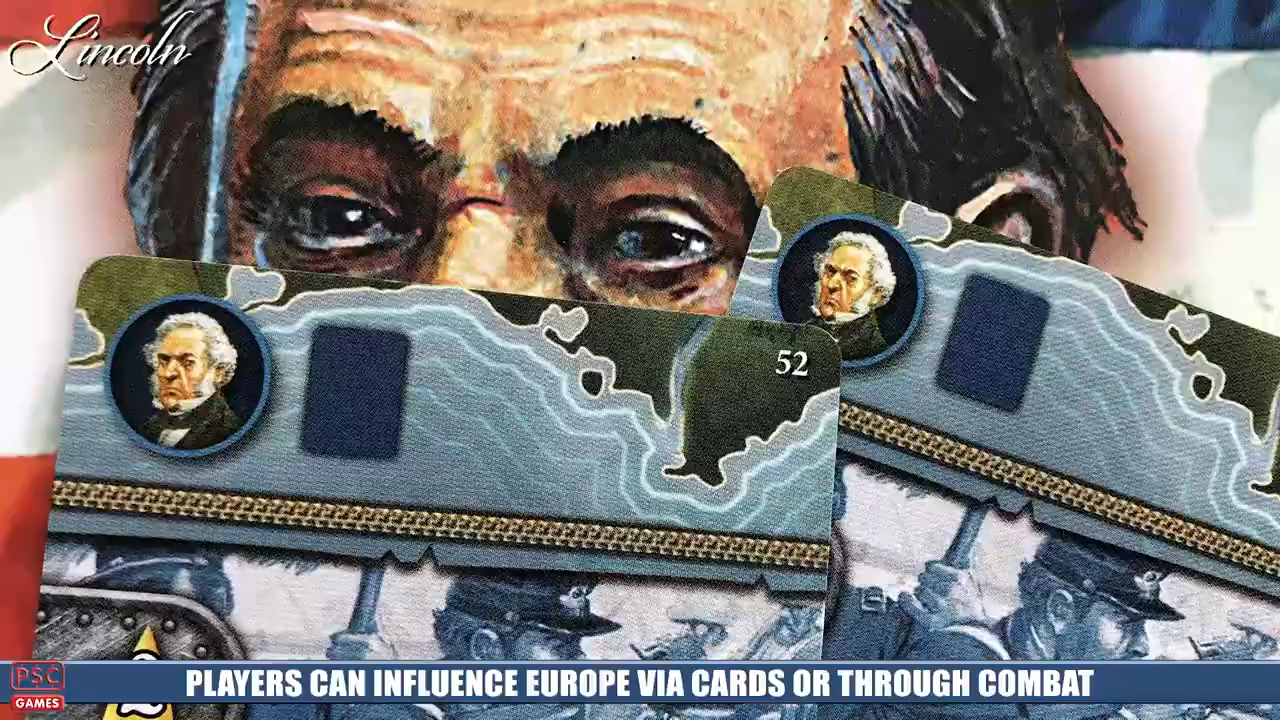 Lincoln
52
PSC
GAMES
PLAYERS CAN INFLUENCE EUROPE VIA CARDS OR THROUGH COMBAT